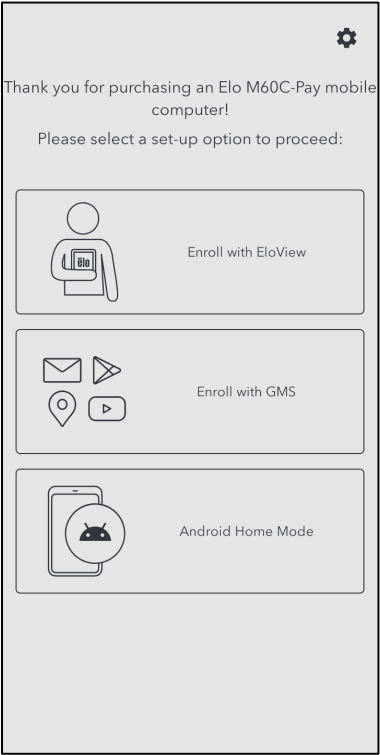 Thank you for purchasing an Elo M60C-Pay mobile
computer!
Please select a set-up option to proceed:
elo
Enroll with EloView
Enroll with GMS
Android Home Mode